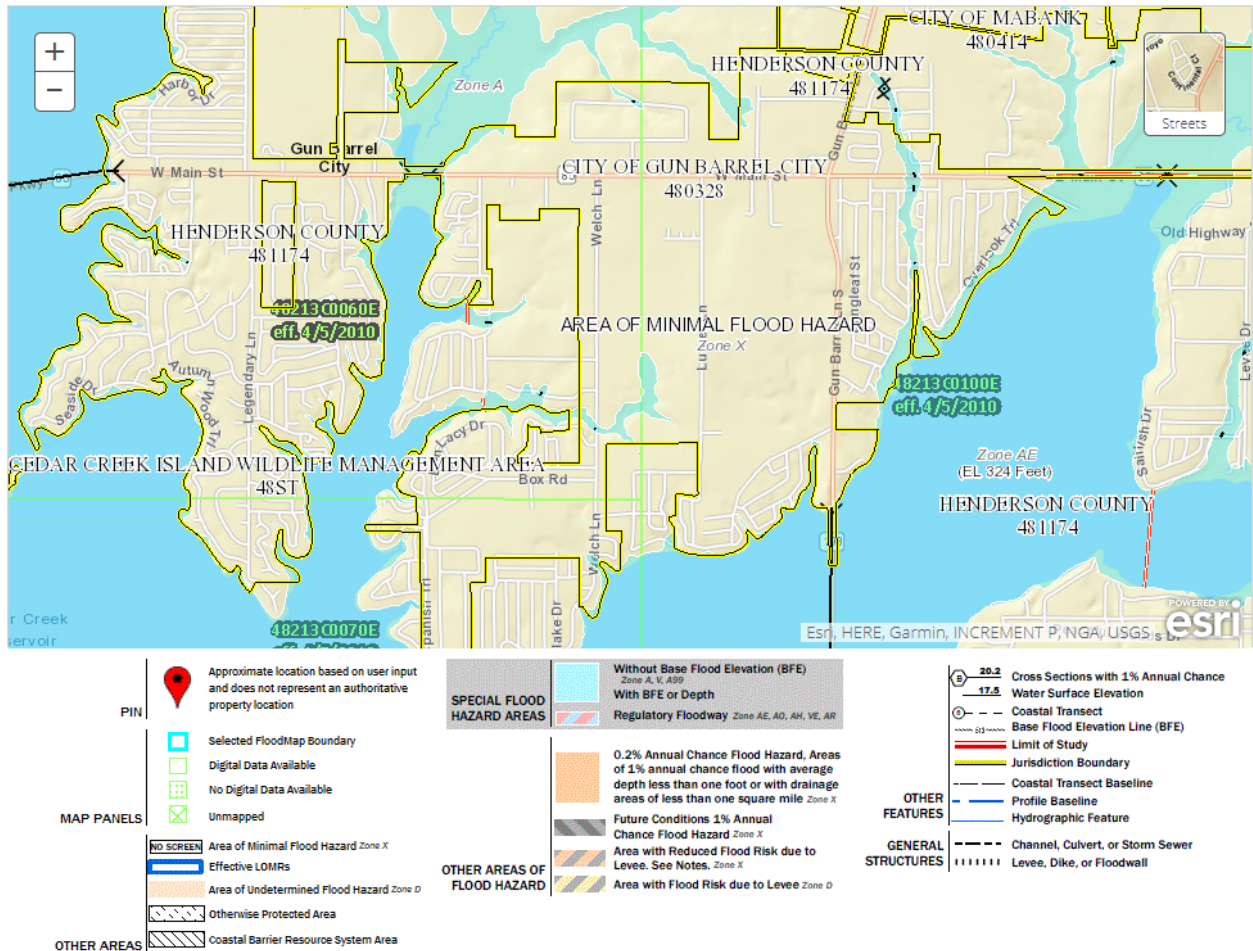 CITY OF MABANK
480414
HENDERSON COUNTY
481174
Streets
Continental Ct
Zone A
Harbor Dr
Gun Barrel
City
W Main St
CITY OF GUN BARREL CITY
480328
W Main St
E Main St
Welch Ln
HENDERSON COUNTY
481174
Overlook Trl
Old Highway
48213C0060E
eff. 4/5/2010
AREA OF MINIMAL FLOOD HAZARD
Zone X
Levee Dr
Legendary Ln
Autumn Wood Trl
Seaside Dr
48213C0100E
eff. 4/5/2010
CEDAR CREEK ISLAND WILDLIFE MANAGEMENT AREA
48ST
Box Rd
Zone AE
(EL 324 Feet)
HENDERSON COUNTY
481174
Welch Ln
48213C0070E
Esri, HERE, Garmin, INCREMENT P, NGA, USGS
POWERED BY
esri
PIN
Approximate location based on user input
and does not represent an authoritative
property location
MAP PANELS
Selected FloodMap Boundary
Digital Data Available
No Digital Data Available
Unmapped
OTHER AREAS
NO SCREEN Area of Minimal Flood Hazard Zone X
Effective LOMRs
Area of Undetermined Flood Hazard Zone D
Otherwise Protected Area
Coastal Barrier Resource System Area
SPECIAL FLOOD
HAZARD AREAS
Without Base Flood Elevation (BFE)
Zone A, V, A99
With BFE or Depth
Regulatory Floodway Zone AE, AO, AH, VE, AR
OTHER AREAS OF
FLOOD HAZARD
0.2% Annual Chance Flood Hazard, Areas
of 1% annual chance flood with average
depth less than one foot or with drainage
areas of less than one square mile Zone X
Future Conditions 1% Annual
Chance Flood Hazard Zone X
Area with Reduced Flood Risk due to
Levee. See Notes. Zone X
Area with Flood Risk due to Levee Zone D
OTHER
FEATURES
B 20.2 Cross Sections with 1% Annual Chance
17.5 Water Surface Elevation
8 Coastal Transect
513 Base Flood Elevation Line (BFE)
Limit of Study
Jurisdiction Boundary
Coastal Transect Baseline
Profile Baseline
Hydrographic Feature
GENERAL
STRUCTURES
Channel, Culvert, or Storm Sewer
Levee, Dike, or Floodwall